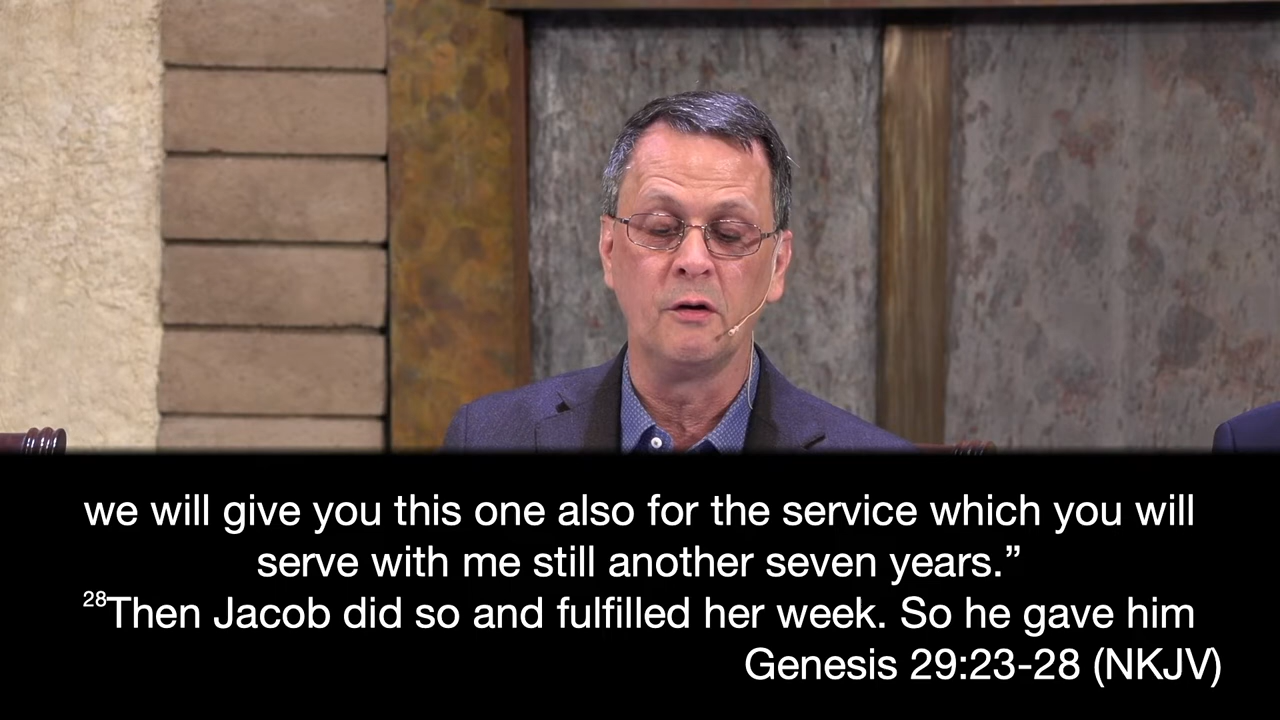 we will give you this one also for the service which you will
serve with me still another seven years.”
28Then Jacob did so and fulfilled her week. So he gave him
Genesis 29:23-28 (NKJV)